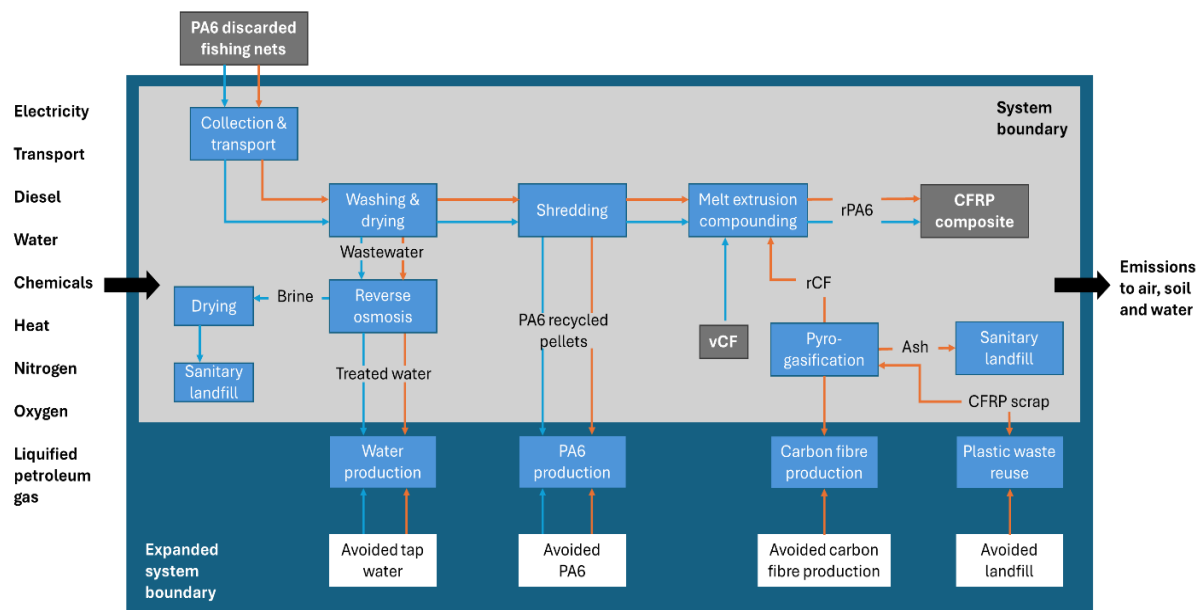 PA6 discarded
fishing nets
Electricity
Transport
Diesel
Water
Chemicals
Heat
Nitrogen
Oxygen
Liquified
petroleum
gas
System
boundary
Collection &
transport
Washing &
drying
Shredding
Melt extrusion
compounding
rPA6
CFRP
composite
Wastewater
Brine
Reverse
osmosis
Drying
Sanitary
landfill
Treated water
PA6 recycled
pellets
rCF
vCF
Pyro-
gasification
Ash
Sanitary
landfill
CFRP scrap
Emissions
to air, soil
and water
Water
production
PA6
production
Carbon fibre
production
Plastic waste
reuse
Expanded
system
boundary
Avoided tap
water
Avoided
PA6
Avoided carbon
fibre production
Avoided
landfill